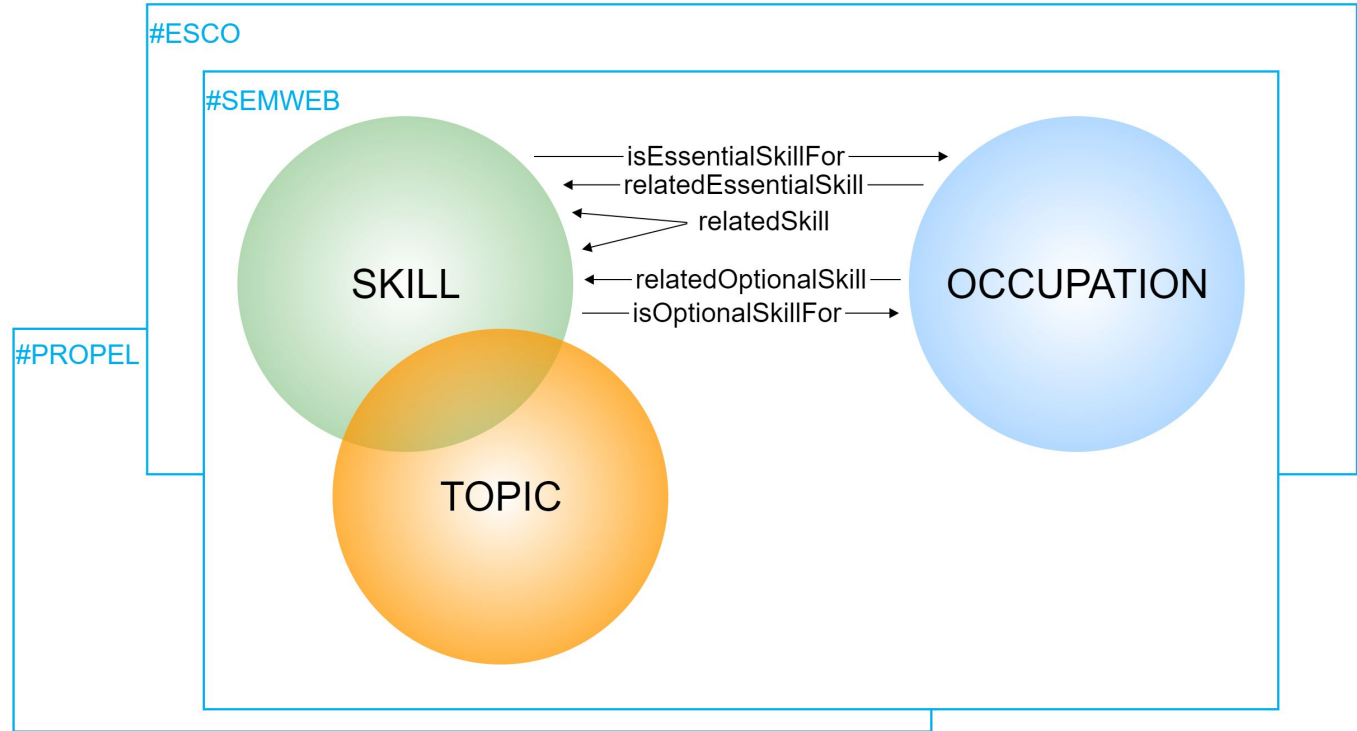 #ESCO
#SEMWEB
isEssentialSkillFor
relatedEssentialSkill
relatedSkill
SKILL
relatedOptionalSkill
OCCUPATION
isOptionalSkillFor
#PROPEL
TOPIC